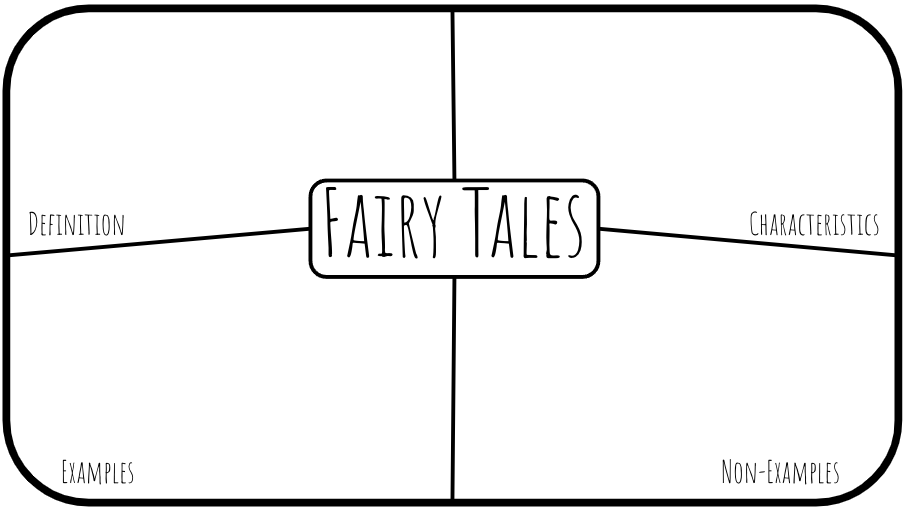 Definition
Fairy Tales
Characteristics
Examples
Non-Examples